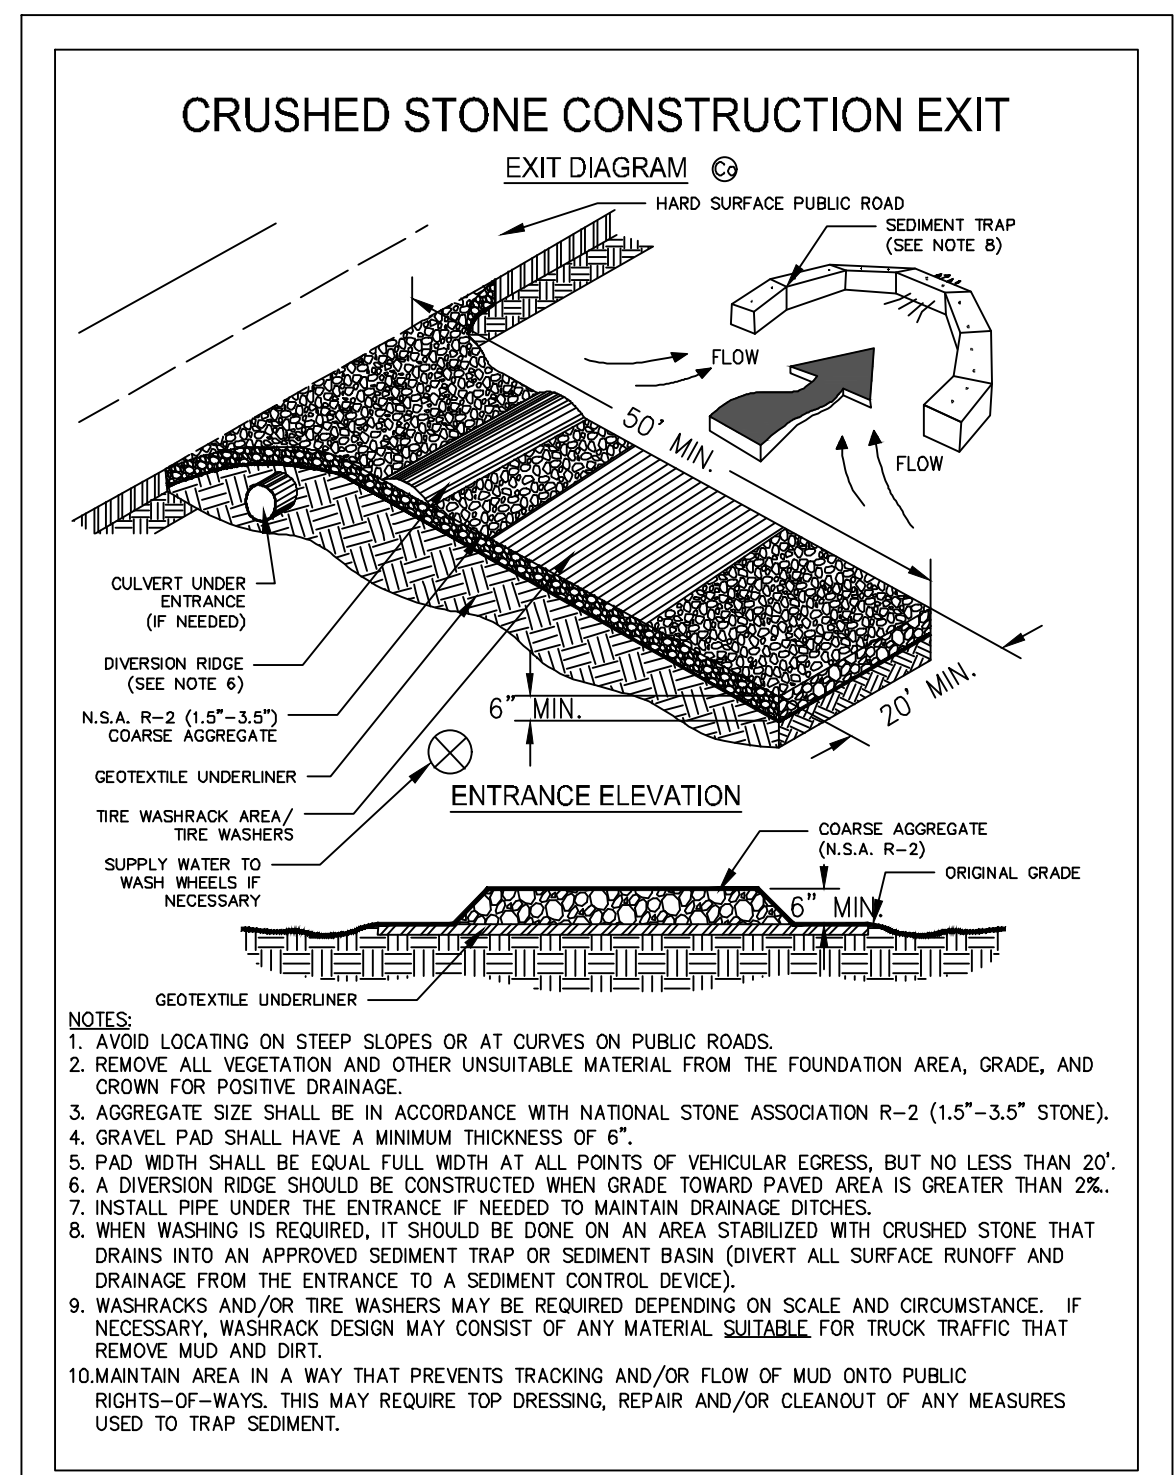 CRUSHED STONE CONSTRUCTION EXIT
EXIT DIAGRAM Co
HARD SURFACE PUBLIC ROAD
SEDIMENT TRAP
(SEE NOTE 8)
FLOW
50' MIN.
FLOW
CULVERT UNDER
ENTRANCE
(IF NEEDED)
DIVERSION RIDGE
(SEE NOTE 6)
20' MIN.
6" MIN.
N.S.A. R-2 (1.5"-3.5")
COARSE AGGREGATE
GEOTEXTILE UNDERLINER
ENTRANCE ELEVATION
TIRE WASHRACK AREA/
TIRE WASHERS
SUPPLY WATER TO
WASH WHEELS IF
NECESSARY
COARSE AGGREGATE
(N.S.A. R-2)
ORIGINAL GRADE
6" MIN.
GEOTEXTILE UNDERLINER
NOTES:
1. AVOID LOCATING ON STEEP SLOPES OR AT CURVES ON PUBLIC ROADS.
2. REMOVE ALL VEGETATION AND OTHER UNSUITABLE MATERIAL FROM THE FOUNDATION AREA, GRADE, AND
CROWN FOR POSITIVE DRAINAGE.
3. AGGREGATE SIZE SHALL BE IN ACCORDANCE WITH NATIONAL STONE ASSOCIATION R-2 (1.5"-3.5" STONE).
4. GRAVEL PAD SHALL HAVE A MINIMUM THICKNESS OF 6".
5. PAD WIDTH SHALL BE EQUAL FULL WIDTH AT ALL POINTS OF VEHICULAR EGRESS, BUT NO LESS THAN 20'.
6. A DIVERSION RIDGE SHOULD BE CONSTRUCTED WHEN GRADE TOWARD PAVED AREA IS GREATER THAN 2%..
7. INSTALL PIPE UNDER THE ENTRANCE IF NEEDED TO MAINTAIN DRAINAGE DITCHES.
8. WHEN WASHING IS REQUIRED, IT SHOULD BE DONE ON AN AREA STABILIZED WITH CRUSHED STONE THAT
DRAINS INTO AN APPROVED SEDIMENT TRAP OR SEDIMENT BASIN (DIVERT ALL SURFACE RUNOFF AND
DRAINAGE FROM THE ENTRANCE TO A SEDIMENT CONTROL DEVICE).
9. WASHRACKS AND/OR TIRE WASHERS MAY BE REQUIRED DEPENDING ON SCALE AND CIRCUMSTANCE. IF
NECESSARY, WASHRACK DESIGN MAY CONSIST OF ANY MATERIAL SUITABLE FOR TRUCK TRAFFIC THAT
REMOVE MUD AND DIRT.
10.MAINTAIN AREA IN A WAY THAT PREVENTS TRACKING AND/OR FLOW OF MUD ONTO PUBLIC
RIGHTS-OF-WAYS. THIS MAY REQUIRE TOP DRESSING, REPAIR AND/OR CLEANOUT OF ANY MEASURES
USED TO TRAP SEDIMENT.